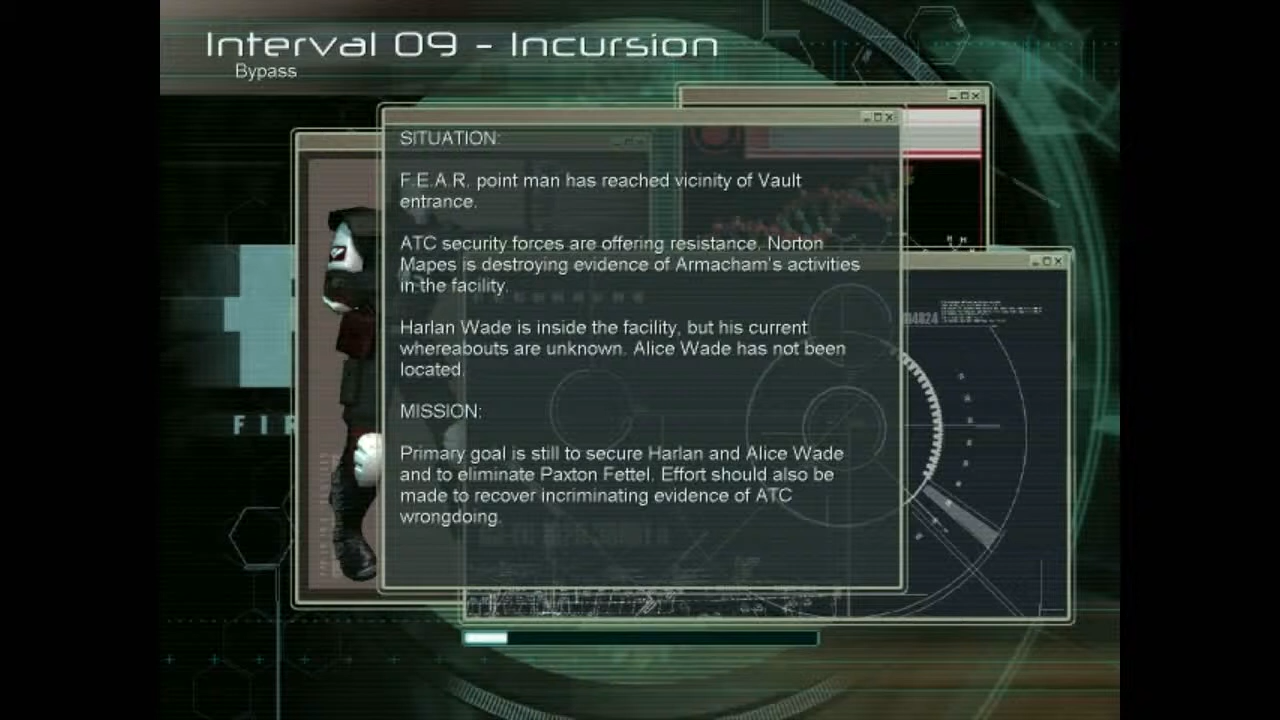 Interval 09 - Incursion
Bypass
SITUATION:
F.E.A.R. point man has reached vicinity of Vault
entrance.
ATC security forces are offering resistance. Norton
Mapes is destroying evidence of Armacham's activities
in the facility.
Harlan Wade is inside the facility, but his current
whereabouts are unknown. Alice Wade has not been
located.
MISSION:
Primary goal is still to secure Harlan and Alice Wade
and to eliminate Paxton Fettel. Effort should also be
made to recover incriminating evidence of ATC
wrongdoing.
FIR